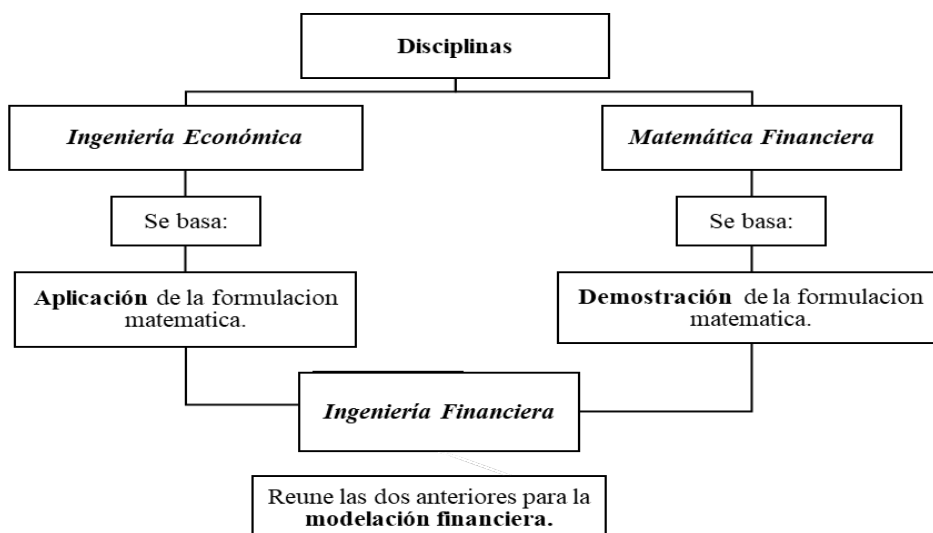 Disciplinas
Ingeniería Económica
Matemática Financiera
Se basa:
Se basa:
Aplicación de la formulacion
matematica.
Demostración de la formulacion
matematica.
Ingeniería Financiera
Reune las dos anteriores para la
modelación financiera.